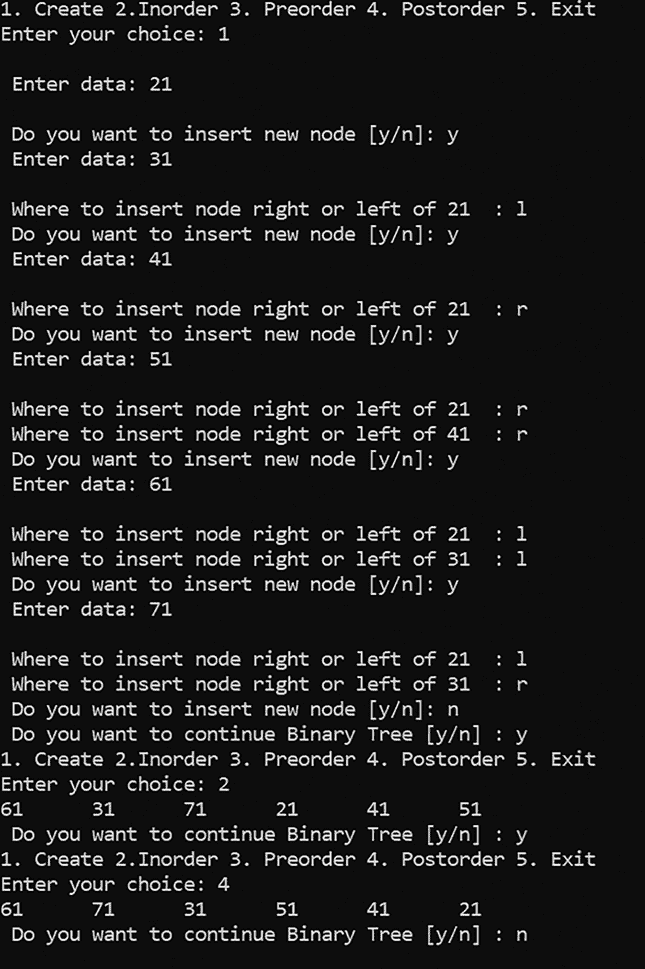 1. Create 2.Inorder 3. Preorder 4. Postorder 5. Exit
Enter your choice: 1
Enter data: 21
Do you want to insert new node [y/n]: y
Enter data: 31
Where to insert node right or left of 21  : l
Do you want to insert new node [y/n]: y
Enter data: 41
Where to insert node right or left of 21  : r
Do you want to insert new node [y/n]: y
Enter data: 51
Where to insert node right or left of 21  : r
Where to insert node right or left of 41  : r
Do you want to insert new node [y/n]: y
Enter data: 61
Where to insert node right or left of 21  : l
Where to insert node right or left of 31  : l
Do you want to insert new node [y/n]: y
Enter data: 71
Where to insert node right or left of 21  : l
Where to insert node right or left of 31  : r
Do you want to insert new node [y/n]: n
Do you want to continue Binary Tree [y/n] : y
1. Create 2.Inorder 3. Preorder 4. Postorder 5. Exit
Enter your choice: 2
61      31      71      21      41      51
Do you want to continue Binary Tree [y/n] : y
1. Create 2.Inorder 3. Preorder 4. Postorder 5. Exit
Enter your choice: 4
61      71      31      51      41      21
Do you want to continue Binary Tree [y/n] : n